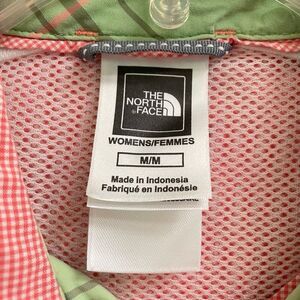 THE
NORTH
FACE
WOMENS/FEMMES
M/M
Made in Indonesia
Fabriqué en Indonésie